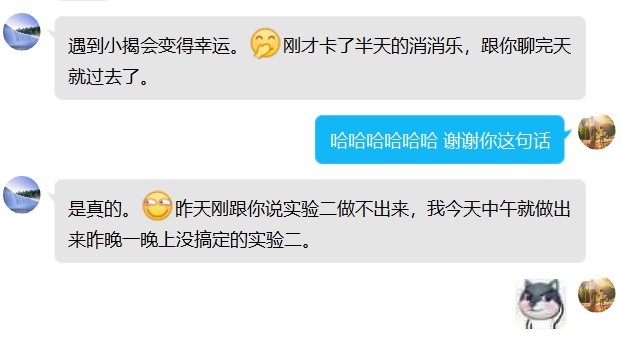 遇到小揭会变得幸运。刚才卡了半天的消消乐，跟你聊完天
就过去了。
哈哈哈哈哈哈 谢谢你这句话
是真的。昨天刚跟你说实验二做不出来，我今天中午就做出
来昨晚一晚上没搞定的实验二。